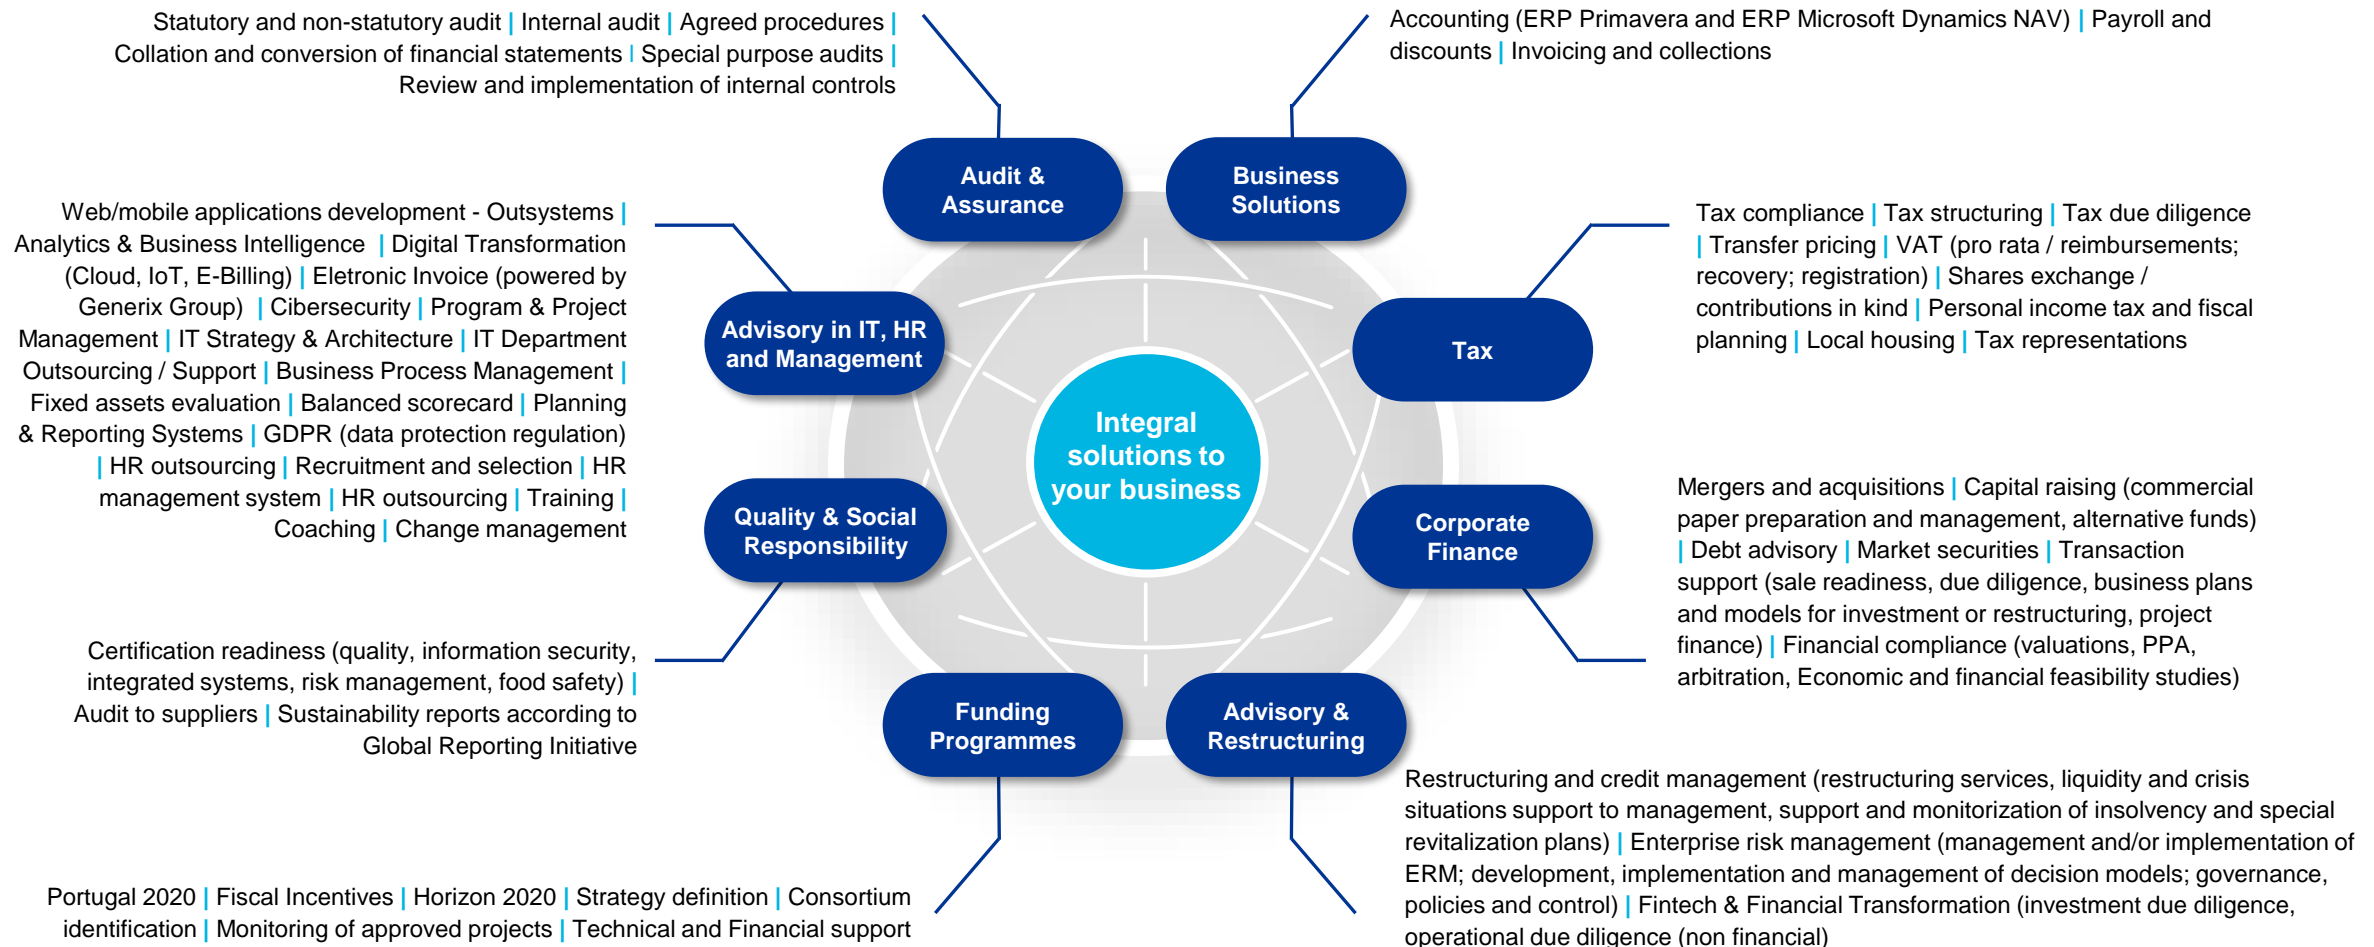 Statutory and non-statutory audit | Internal audit | Agreed procedures |
Collation and conversion of financial statements | Special purpose audits |
Review and implementation of internal controls
Accounting (ERP Primavera and ERP Microsoft Dynamics NAV) | Payroll and
discounts | Invoicing and collections
Audit &
Assurance
Business
Solutions
Web/mobile applications development - Outsystems |
Analytics & Business Intelligence | Digital Transformation
(Cloud, IoT, E-Billing) | Eletronic Invoice (powered by
Generix Group) | Cibersecurity | Program & Project
Management | IT Strategy & Architecture | IT Department
Outsourcing / Support | Business Process Management |
Fixed assets evaluation | Balanced scorecard | Planning
& Reporting Systems | GDPR (data protection regulation)
| HR outsourcing | Recruitment and selection | HR
management system | HR outsourcing | Training |
Coaching | Change management
Advisory in IT, HR
and Management
Tax
Tax compliance | Tax structuring | Tax due diligence
| Transfer pricing | VAT (pro rata / reimbursements;
recovery; registration) | Shares exchange /
contributions in kind | Personal income tax and fiscal
planning | Local housing | Tax representations
Integral
solutions to
your business
Quality & Social
Responsibility
Corporate
Finance
Mergers and acquisitions | Capital raising (commercial
paper preparation and management, alternative funds)
| Debt advisory | Market securities | Transaction
support (sale readiness, due diligence, business plans
and models for investment or restructuring, project
finance) | Financial compliance (valuations, PPA,
arbitration, Economic and financial feasibility studies)
Certification readiness (quality, information security,
integrated systems, risk management, food safety) |
Audit to suppliers | Sustainability reports according to
Global Reporting Initiative
Funding
Programmes
Advisory &
Restructuring
Portugal 2020 | Fiscal Incentives | Horizon 2020 | Strategy definition | Consortium
identification | Monitoring of approved projects | Technical and Financial support
Restructuring and credit management (restructuring services, liquidity and crisis
situations support to management, support and monitorization of insolvency and special
revitalization plans) | Enterprise risk management (management and/or implementation of
ERM; development, implementation and management of decision models; governance,
policies and control) | Fintech & Financial Transformation (investment due diligence,
operational due diligence (non financial)